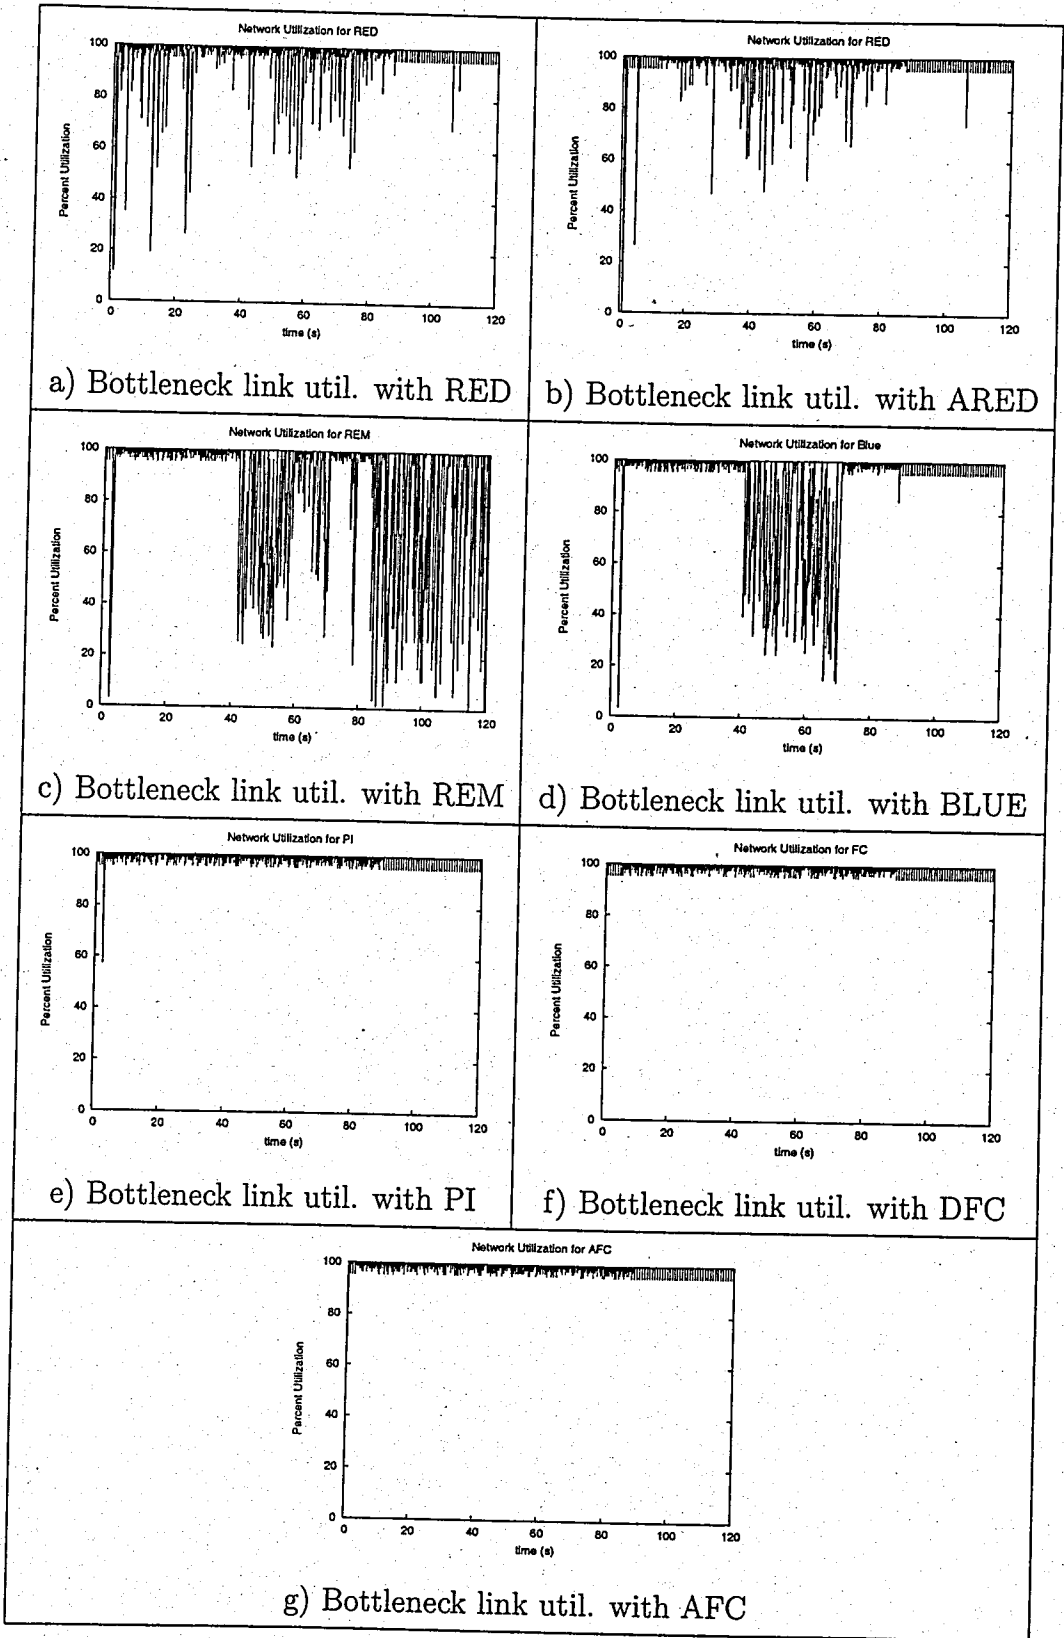 Network Utilization for RED
100
80
60
40
20
0
Percent Utilization
0 20 40 60 80 100 120
time (s)
a) Bottleneck link util. with RED
Network Utilization for RED
100
80
60
40
20
0
Percent Utilization
0 20 40 60 80 100 120
time (s)
b) Bottleneck link util. with ARED
Network Utilization for REM
100
80
60
40
20
0
Percent Utilization
0 20 40 60 80 100 120
time (s)
c) Bottleneck link util. with REM
Network Utilization for Blue
100
80
60
40
20
0
Percent Utilization
0 20 40 60 80 100 120
time (s)
d) Bottleneck link util. with BLUE
Network Utilization for PI
100
80
60
40
20
0
Percent Utilization
0 20 40 60 80 100 120
time (s)
e) Bottleneck link util. with PI
Network Utilization for FC
100
80
60
40
20
0
Percent Utilization
0 20 40 60 80 100 120
time (s)
f) Bottleneck link util. with DFC
Network Utilization for AFC
100
80
60
40
20
0
Percent Utilization
0 20 40 60 80 100 120
time (s)
g) Bottleneck link util. with AFC